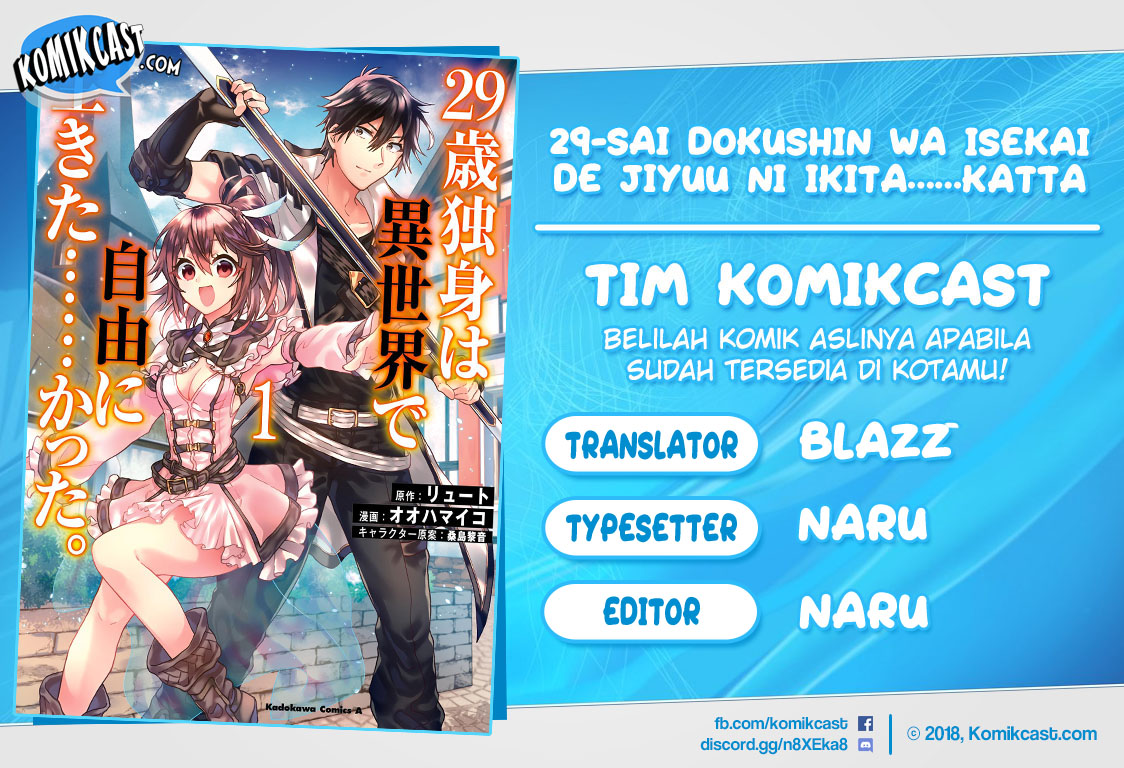 KOMIKCAST
.COM
29歳独身は
異世界で
自由に
きた………かった。
1
原作：リュート
漫画：オオハマイコ
キャラクター原案：桑島黎音
Kadokawa Comics A
29-SAI DOKUSHIN WA ISEKAI
DE JIYUU NI IKITA......KATTA
TIM KOMIKCAST
BELILAH KOMIK ASLINYA APABILA
SUDAH TERSEDIA DI KOTAMU!
TRANSLATOR BLAZZ¯
TYPESETTER NARU
EDITOR NARU
fb.com/komikcast
discord.gg/n8XEka8
© 2018, Komikcast.com